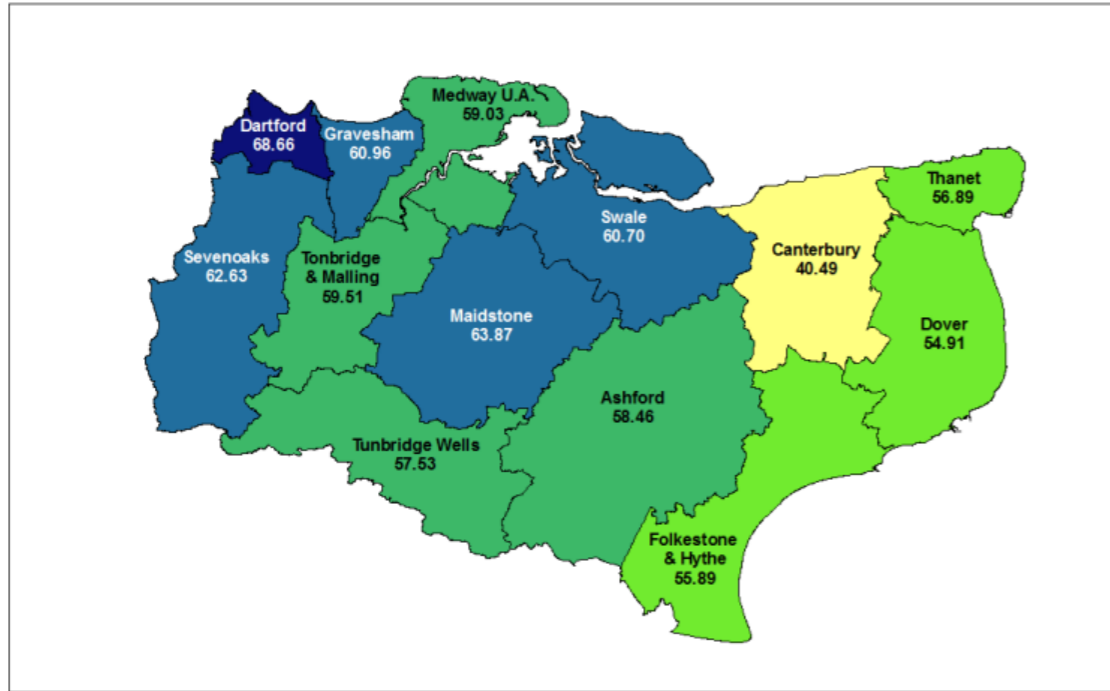 Medway U.A.
59.03
Dartford
68.66
Gravesham
60.96
Thanet
56.89
Swale
60.70
Sevenoaks
62.63
Tonbridge
& Malling
59.51
Canterbury
40.49
Maidstone
63.87
Dover
54.91
Ashford
58.46
Tunbridge Wells
57.53
Folkestone
& Hythe
55.89